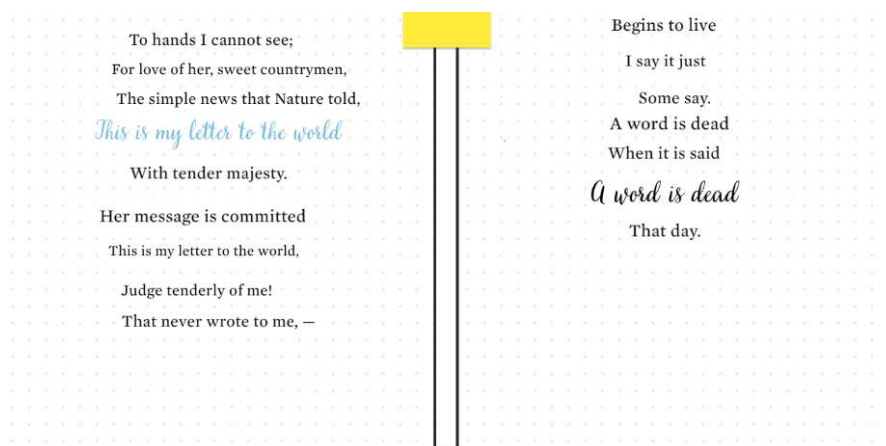 To hands I cannot see;
For love of her, sweet countrymen,
The simple news that Nature told,
This is my letter to the world
With tender majesty.
Her message is committed
This is my letter to the world,
Judge tenderly of me!
That never wrote to me, —
Begins to live
I say it just
Some say.
A word is dead
When it is said
A word is dead
That day.